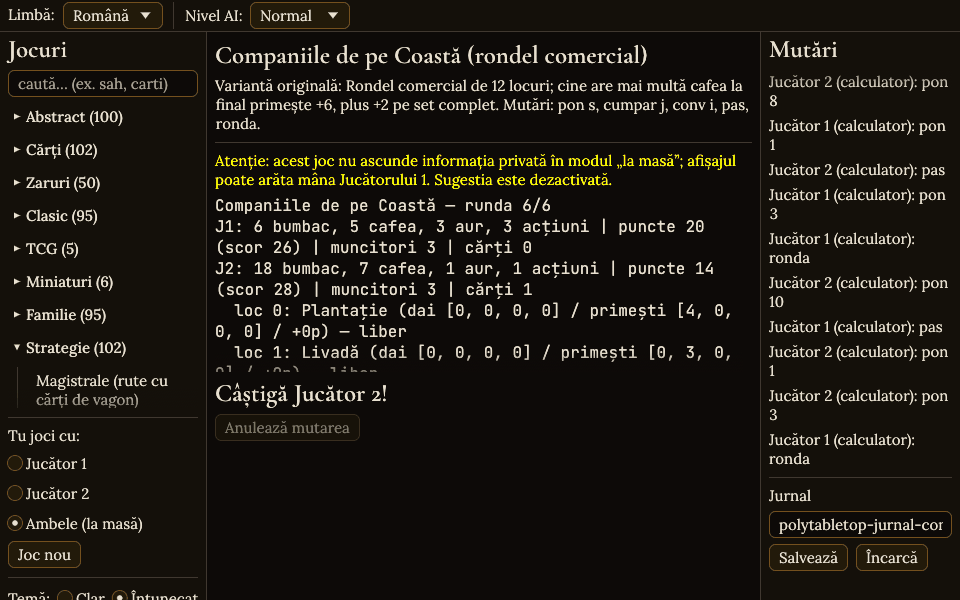 Limbă: Română ▼ Nivel AI: Normal ▼
Jocuri
caută... (ex. sah, carti)
▸ Abstract (100)
▸ Cărți (102)
▸ Zaruri (50)
▸ Clasic (95)
▸ TCG (5)
▸ Miniaturi (6)
▸ Familie (95)
▾ Strategie (102)
Magistrale (rute cu
cărți de vagon)
Tu joci cu:
Jucător 1
Jucător 2
Ambele (la masă)
Joc nou
Temă: Clar Întunecat
Companiile de pe Coastă (rondel comercial)
Variantă originală: Rondel comercial de 12 locuri; cine are mai multă cafea la
final primește +6, plus +2 pe set complet. Mutări: pon s, cumpar j, conv i, pas,
ronda.
Atenție: acest joc nu ascunde informația privată în modul „la masă”; afișajul
poate arăta mâna Jucătorului 1. Sugestia este dezactivată.
Companiile de pe Coastă — runda 6/6
J1: 6 bumbac, 5 cafea, 3 aur, 3 acțiuni | puncte 20
(scor 26) | muncitori 3 | cărți 0
J2: 18 bumbac, 7 cafea, 1 aur, 1 acțiuni | puncte 14
(scor 28) | muncitori 3 | cărți 1
loc 0: Plantație (dai [0, 0, 0, 0] / primești [4, 0,
0, 0] / +0p) — liber
loc 1: Livadă (dai [0, 0, 0, 0] / primești [0, 3, 0,
0] / +0p) — liber
Câștigă Jucător 2!
Anulează mutarea
Mutări
Jucător 2 (calculator): pon
8
Jucător 1 (calculator): pon
1
Jucător 2 (calculator): pas
Jucător 1 (calculator): pon
3
Jucător 1 (calculator):
ronda
Jucător 2 (calculator): pon
10
Jucător 1 (calculator): pas
Jucător 2 (calculator): pon
1
Jucător 2 (calculator): pon
3
Jucător 1 (calculator):
ronda
Jurnal
polytabletop-jurnal-cor
Salvează Încarcă